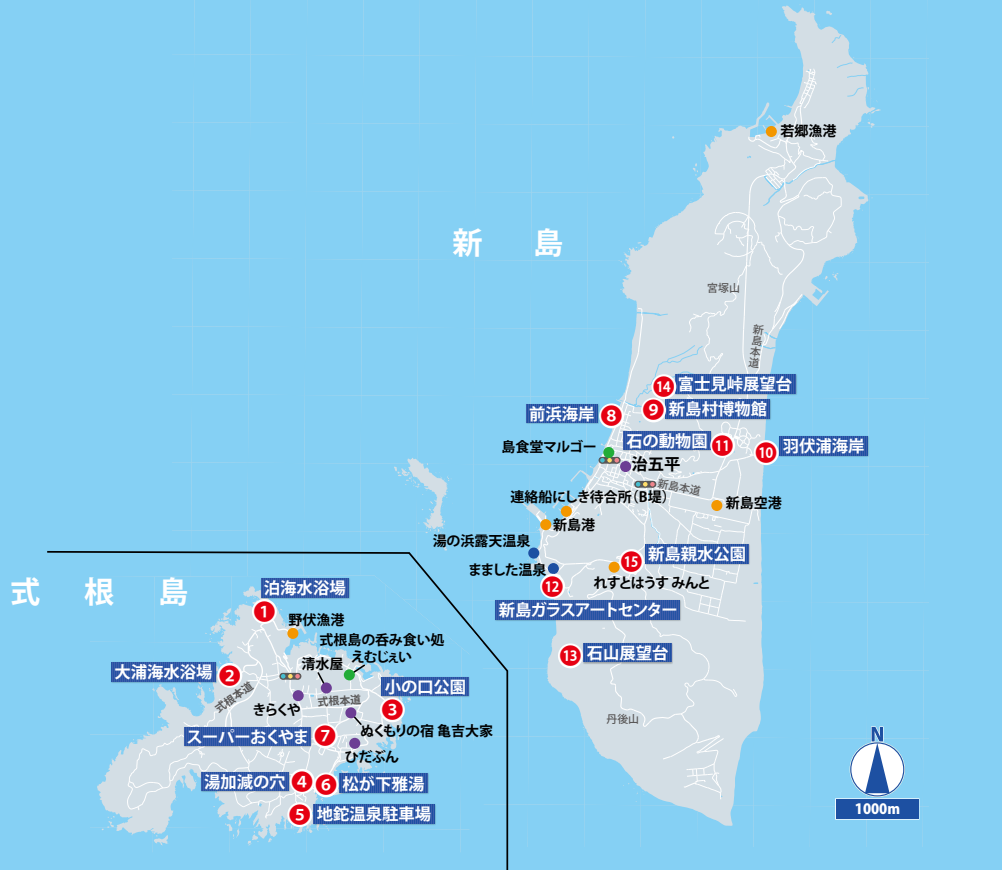 若郷漁港
新　島
宮塚山
新島本道
14 富士見峠展望台
前浜海岸 8
9 新島村博物館
島食堂マルゴー
石の動物園 11
10 羽伏浦海岸
治五平
新島本道
連絡船にしき待合所（B堤）
新島空港
新島港
湯の浜露天温泉
まました温泉
15 新島親水公園
れすとはうす みんと
12
新島ガラスアートセンター
13 石山展望台
丹後山
N
1000m
式　根　島
泊海水浴場
1
野伏漁港
式根島の呑み食い処
えむじぇい
清水屋
大浦海水浴場 2
式根本道
きらくや
式根本道
小の口公園
3
ぬくもりの宿 亀吉大家
スーパーおくやま 7
ひだぶん
湯加減の穴 4
6 松が下雅湯
5 地鉈温泉駐車場